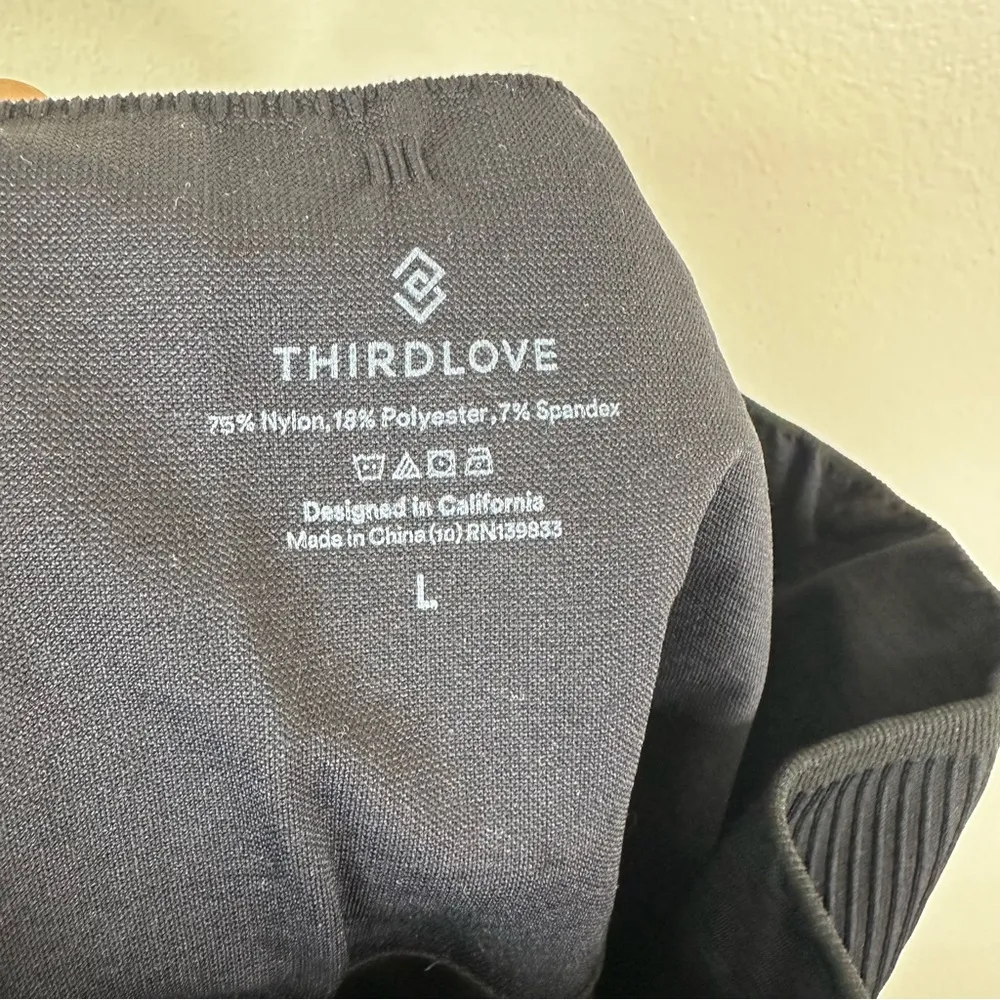 THIRDLOVE
75% Nylon,18% Polyester,7% Spandex
Designed in California
Made in China(10) RN139833
L